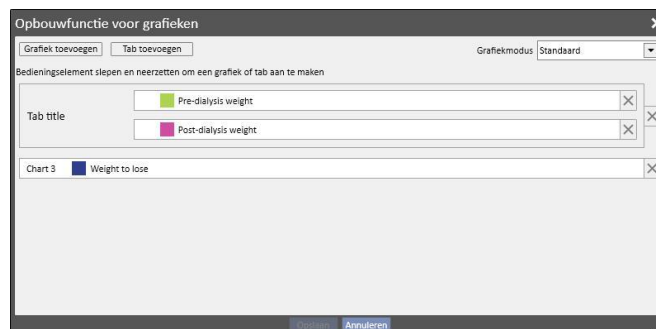 Opbouwfunctie voor grafieken
Grafiek toevoegen Tab toevoegen Grafiekmodus Standaard
Bedieningselement slepen en neerzetten om een grafiek of tab aan te maken
Pre-dialysis weight
Tab title
Post-dialysis weight
Chart 3 Weight to lose
Opslaan Annuleren